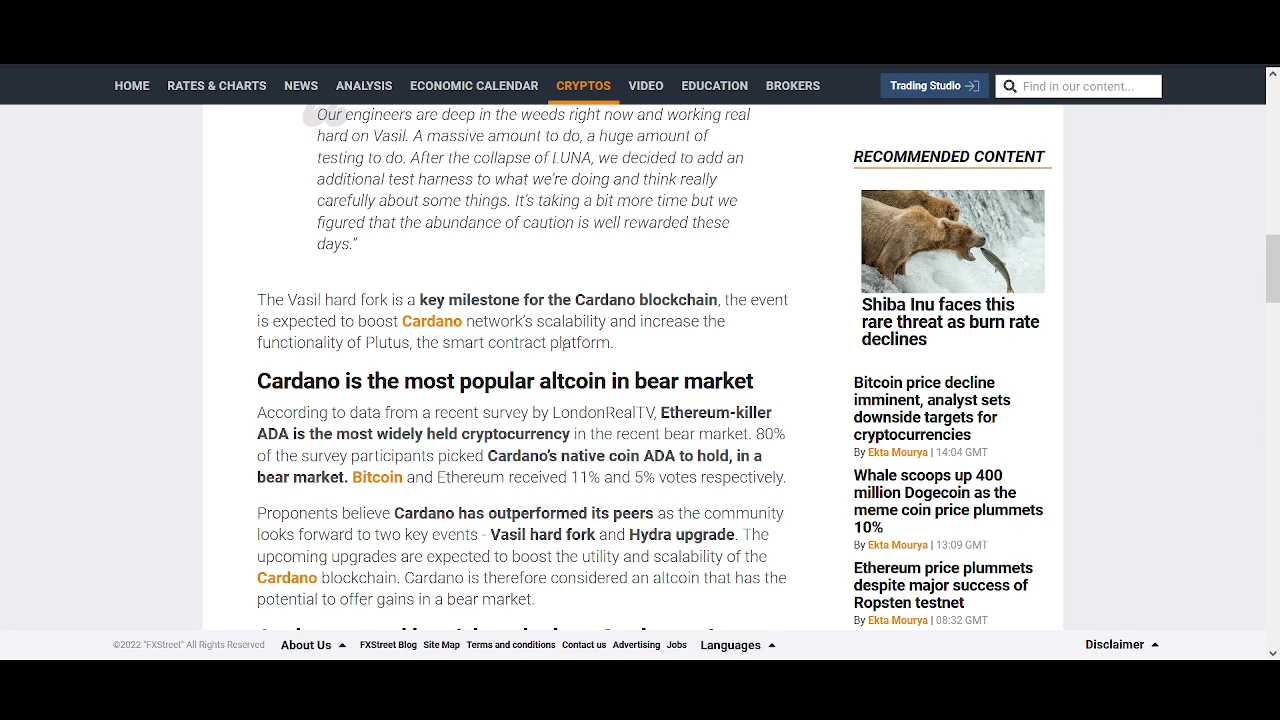 HOME RATES & CHARTS NEWS ANALYSIS ECONOMIC CALENDAR CRYPTOS VIDEO EDUCATION BROKERS Trading Studio Find in our content...
Our engineers are deep in the weeds right now and working real
hard on Vasil. A massive amount to do, a huge amount of
testing to do. After the collapse of LUNA, we decided to add an
additional test harness to what we're doing and think really
carefully about some things. It's taking a bit more time but we
figured that the abundance of caution is well rewarded these
days."
The Vasil hard fork is a key milestone for the Cardano blockchain, the event
is expected to boost Cardano network's scalability and increase the
functionality of Plutus, the smart contract platform.
Cardano is the most popular altcoin in bear market
According to data from a recent survey by LondonRealTV, Ethereum-killer
ADA is the most widely held cryptocurrency in the recent bear market. 80%
of the survey participants picked Cardano's native coin ADA to hold, in a
bear market. Bitcoin and Ethereum received 11% and 5% votes respectively.
Proponents believe Cardano has outperformed its peers as the community
looks forward to two key events - Vasil hard fork and Hydra upgrade. The
upcoming upgrades are expected to boost the utility and scalability of the
Cardano blockchain. Cardano is therefore considered an altcoin that has the
potential to offer gains in a bear market.
RECOMMENDED CONTENT
Shiba Inu faces this
rare threat as burn rate
declines
Bitcoin price decline
imminent, analyst sets
downside targets for
cryptocurrencies
By Ekta Mourya | 14:04 GMT
Whale scoops up 400
million Dogecoin as the
meme coin price plummets
10%
By Ekta Mourya | 13:09 GMT
Ethereum price plummets
despite major success of
Ropsten testnet
By Ekta Mourya | 08:32 GMT
©2022 "FXStreet" All Rights Reserved About Us FXStreet Blog Site Map Terms and conditions Contact us Advertising Jobs Languages Disclaimer